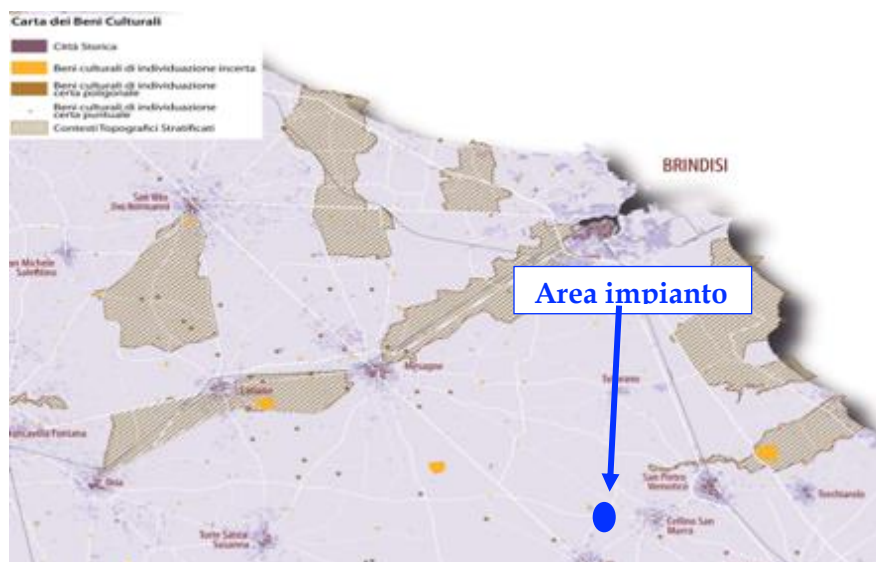 Carta dei Beni Culturali
Città Storica
Beni culturali di individuazione incerta
Beni culturali di individuazione
certa poligonale
Beni culturali di individuazione
certa puntuale
Contesti Topografici Stratificati
BRINDISI
San Vito
Dei Normanni
San Michele
Salentino
Area impianto
Mesagne
Latiano
Francavilla Fontana
Oria
San Pietro
Vernotico
Torchiarolo
Cellino San
Marco
Torre Santa
Susanna